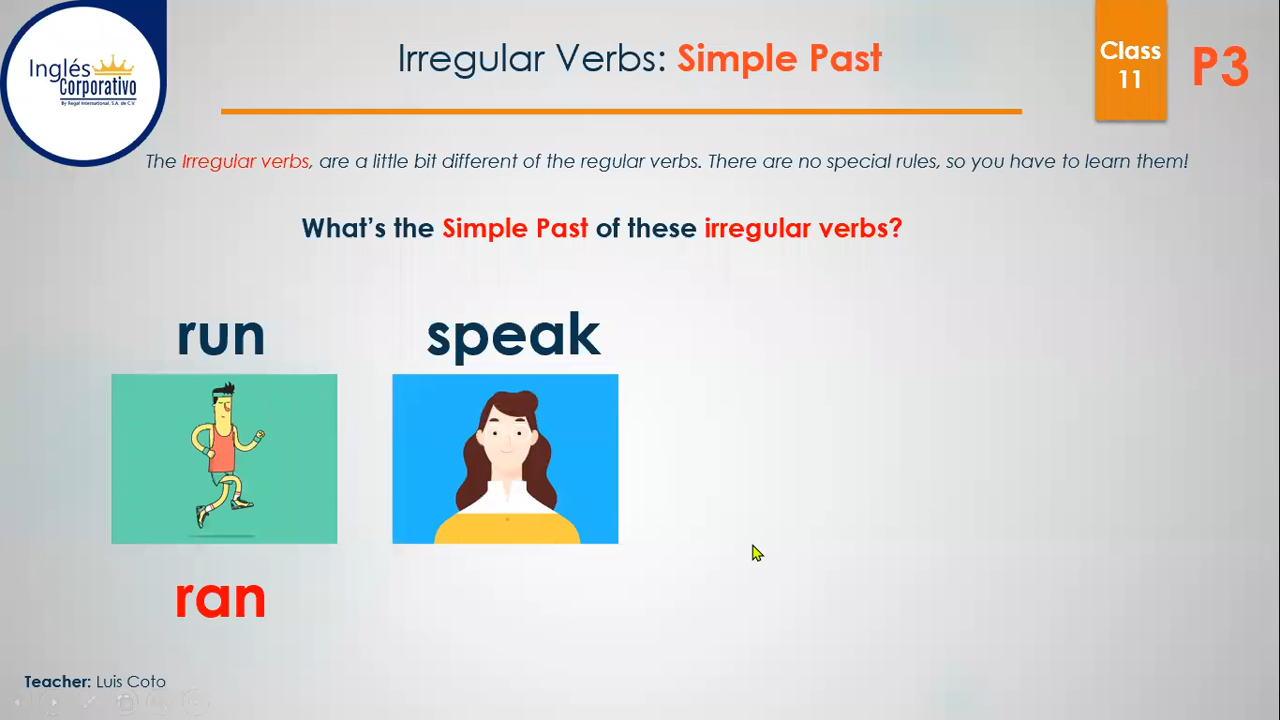 Inglés
Corporativo
By Regal International, S.A. de C.V.
Irregular Verbs: Simple Past
Class
11
P3
The Irregular verbs, are a little bit different of the regular verbs. There are no special rules, so you have to learn them!
What's the Simple Past of these irregular verbs?
run
speak
ran
Teacher: Luis Coto